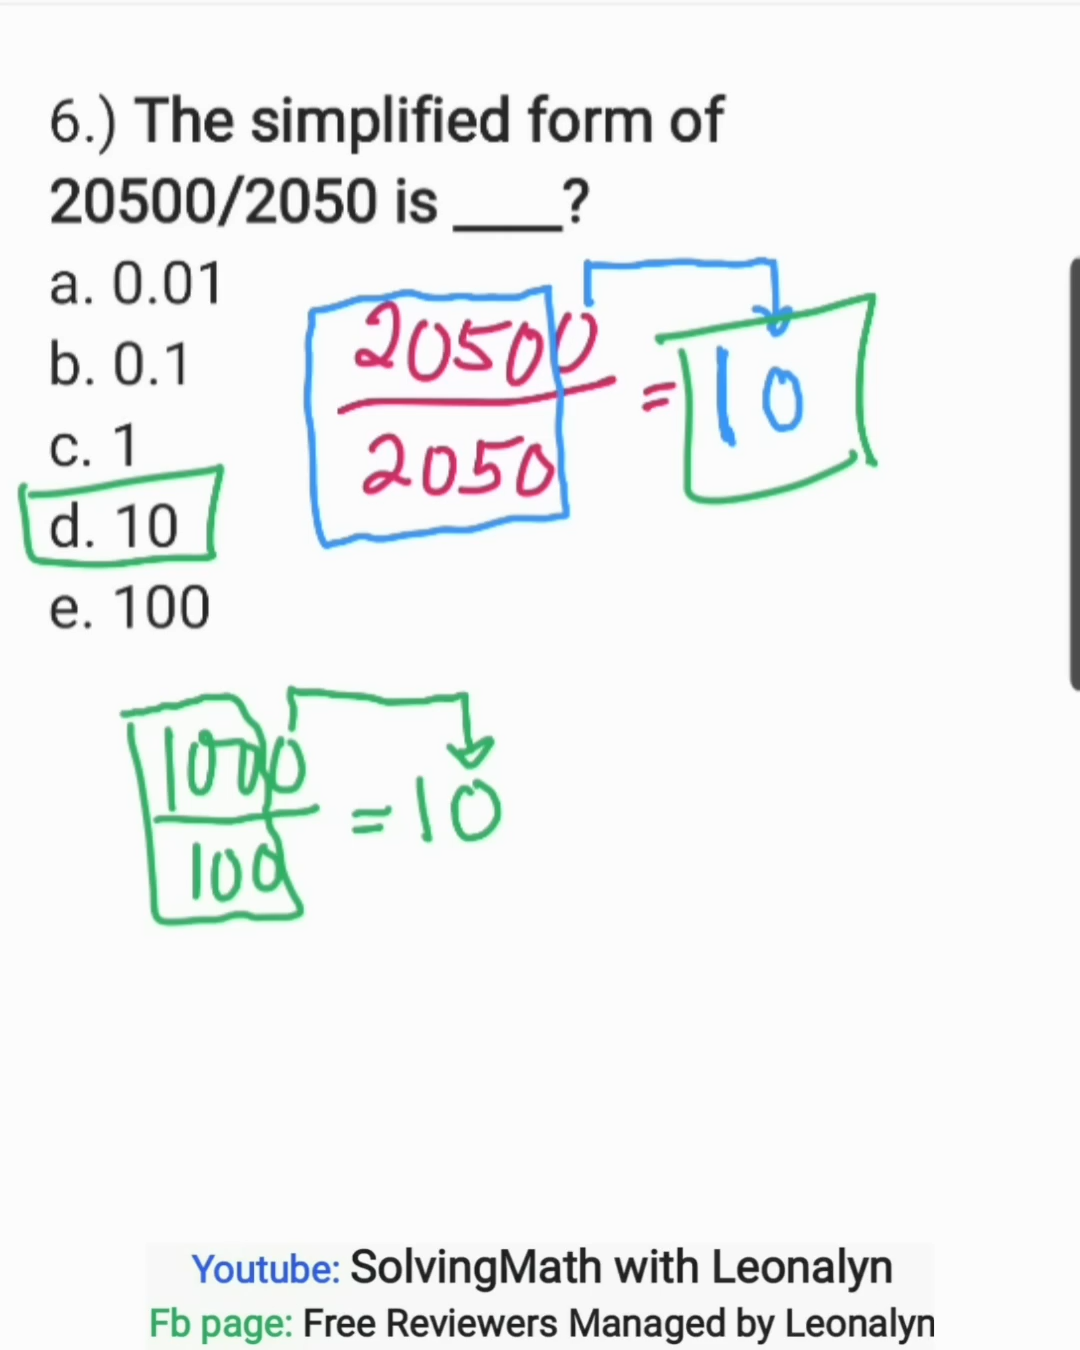 6.) The simplified form of
20500/2050 is ____?
a. 0.01
b. 0.1
c. 1
d. 10
e. 100
20500
2050
= 10
1000
100
= 10
Youtube: SolvingMath with Leonalyn
Fb page: Free Reviewers Managed by Leonalyn